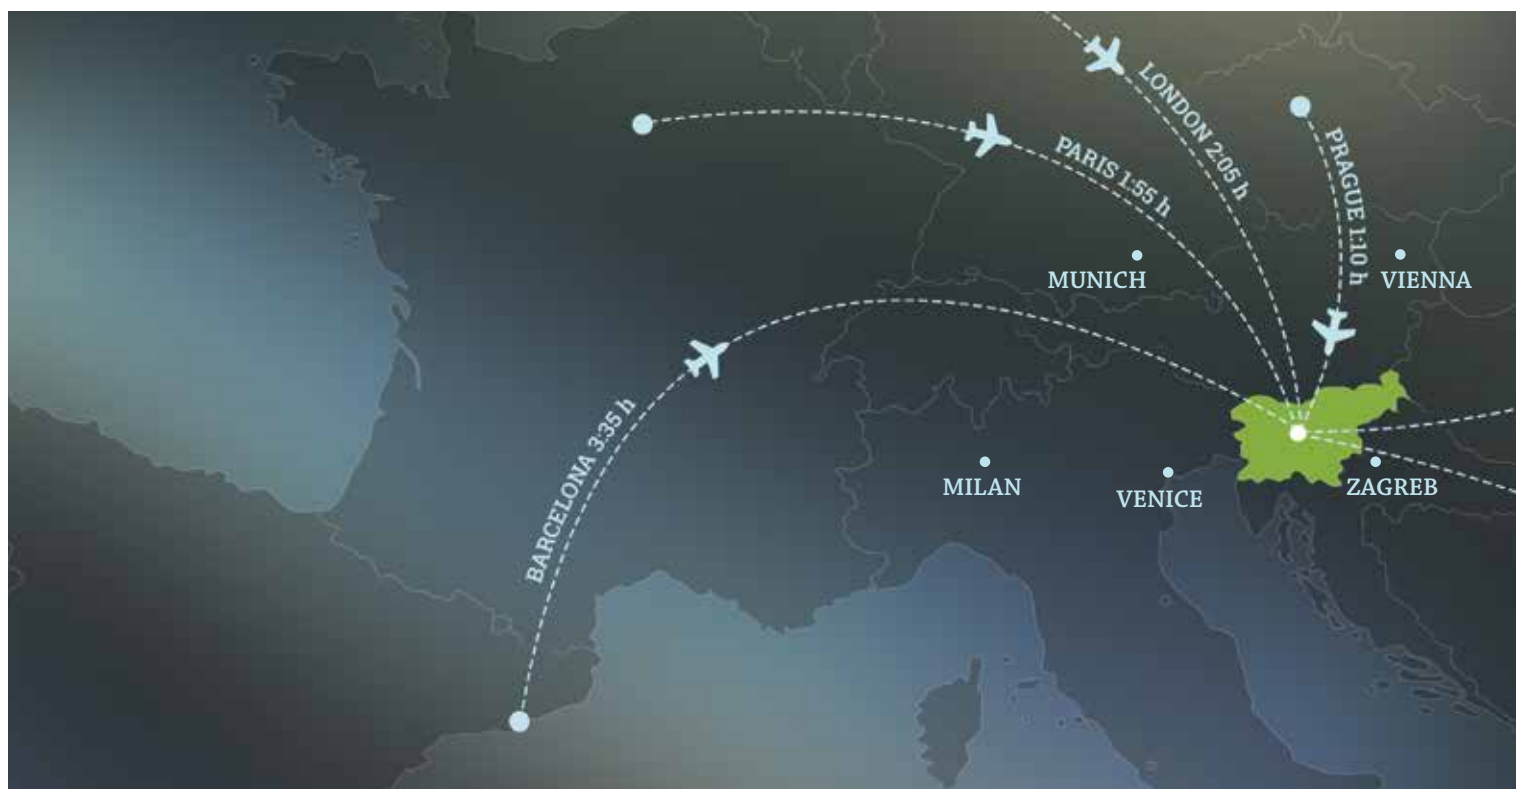 LONDON 2:05 h
PARIS 1:55 h
PRAGUE 1:10 h
MUNICH
VIENNA
BARCELONA 3:35 h
MILAN
VENICE
ZAGREB